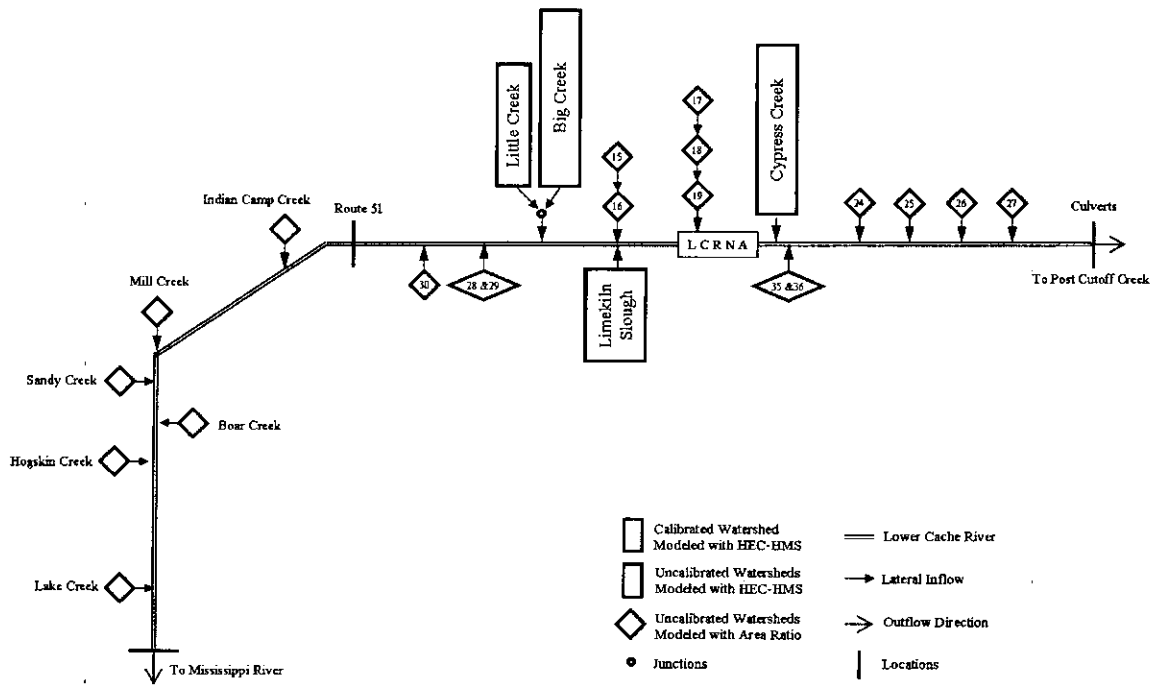 Little Creek
Big Creek
Cypress Creek
17
15
18
16
19
Indian Camp Creek
Route 51
24
25
26
27
Culverts
LCRNA
To Post Cutoff Creek
Mill Creek
30
28 &29
35 &36
Limekiln
Slough
Sandy Creek
Boar Creek
Hogskin Creek
Lake Creek
To Mississippi River
Calibrated Watershed
Modeled with HEC-HMS
Uncalibrated Watersheds
Modeled with HEC-HMS
Uncalibrated Watersheds
Modeled with Area Ratio
Junctions
Lower Cache River
Lateral Inflow
Outflow Direction
Locations